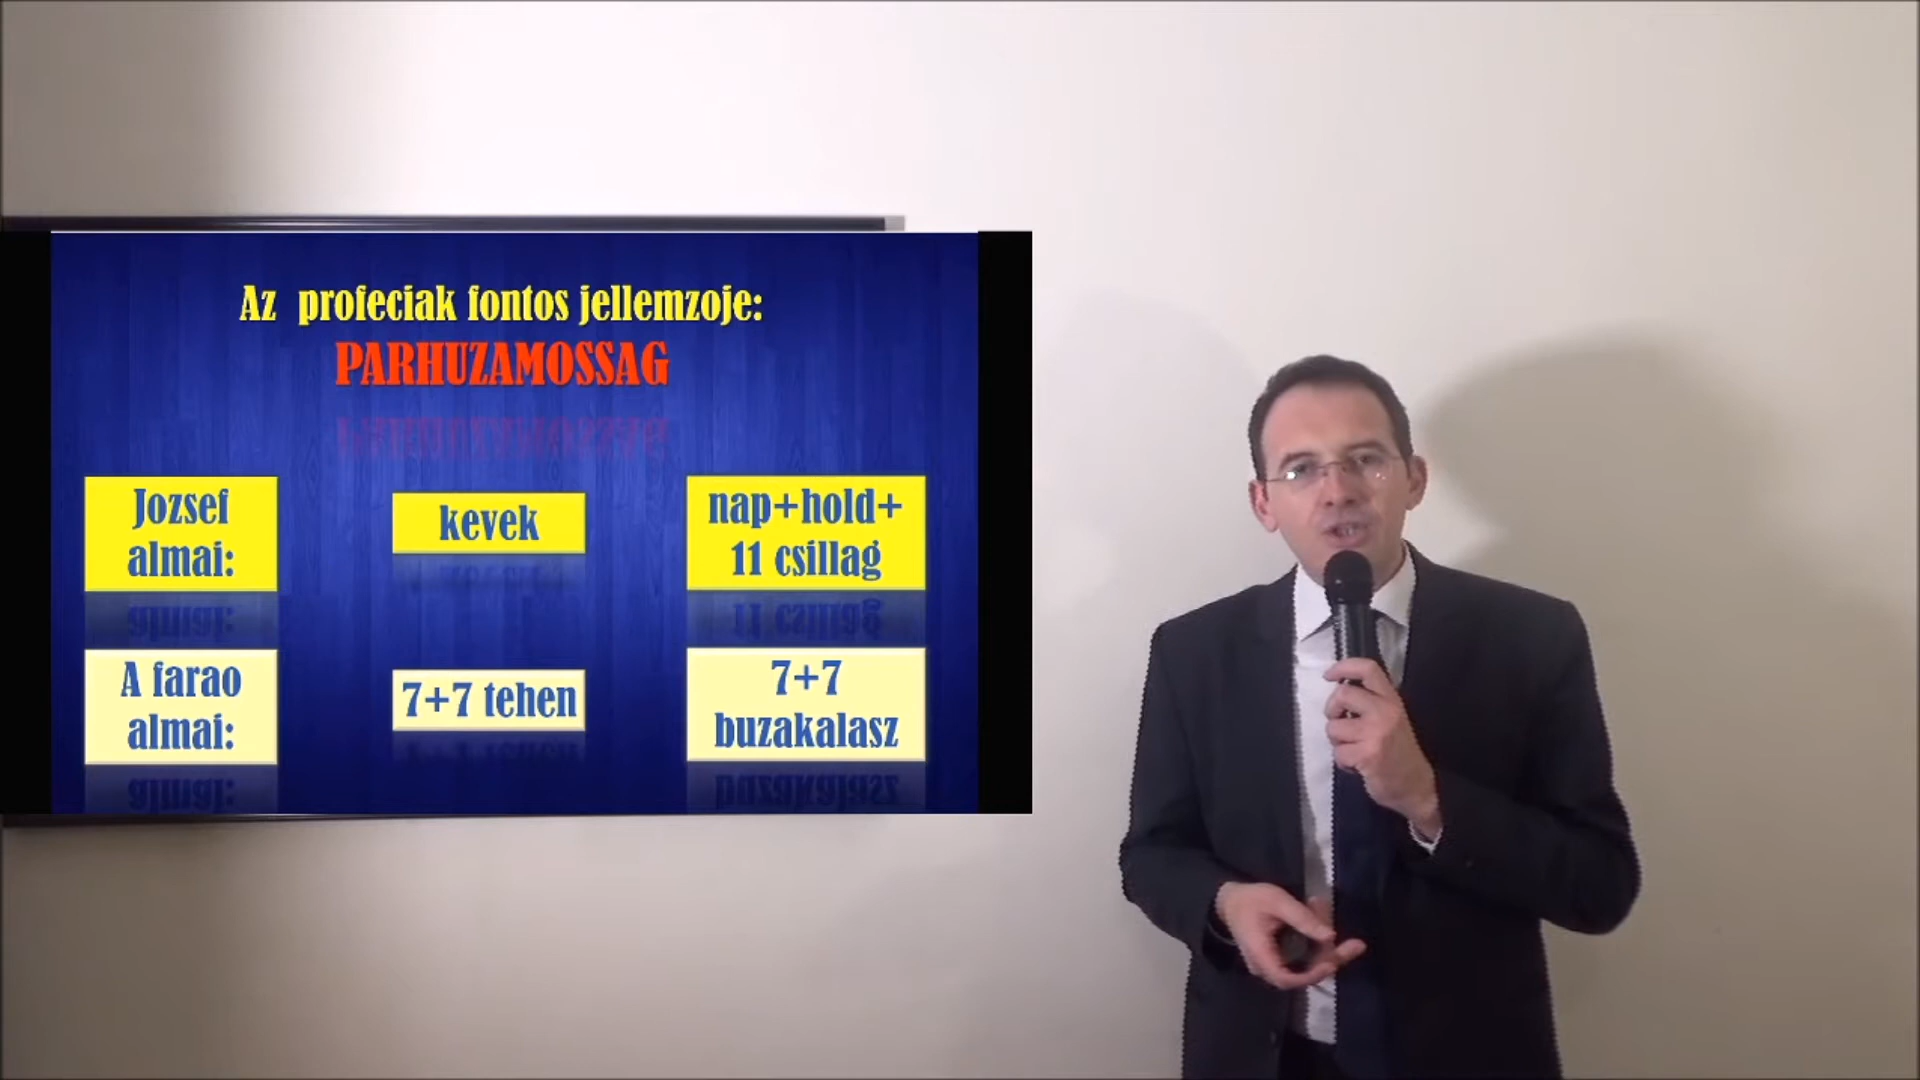 Az profeciak fontos jellemzoje:
PARHUZAMOSSAG
Jozsef
almai:
kevek
nap+hold+
11 csillag
A farao
almai:
7+7 tehen
7+7
buzakalasz